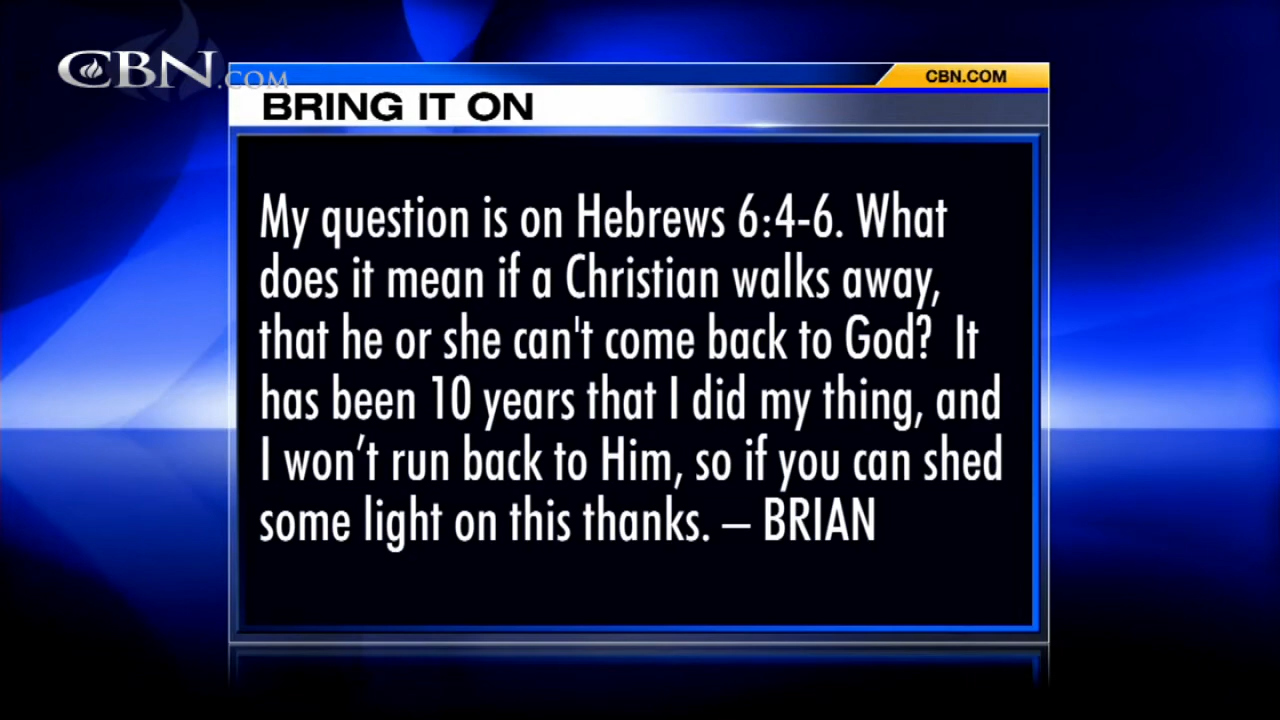 CBN.COM
CBN.COM
BRING IT ON
My question is on Hebrews 6:4-6. What
does it mean if a Christian walks away,
that he or she can't come back to God?  It
has been 10 years that I did my thing, and
I won’t run back to Him, so if you can shed
some light on this thanks. – BRIAN